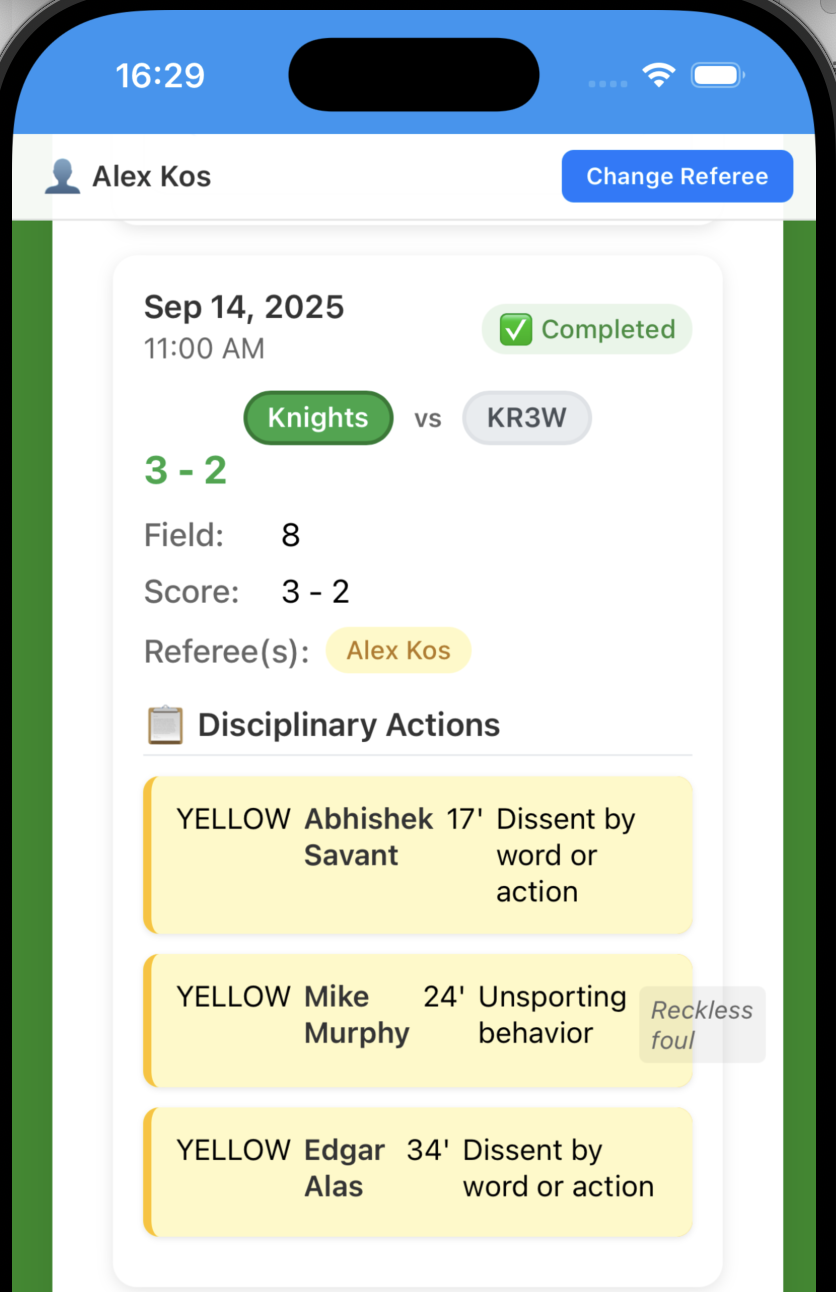 16:29
Alex Kos
Change Referee
Sep 14, 2025
11:00 AM
✅ Completed
Knights vs KR3W
3 - 2
Field: 8
Score: 3 - 2
Referee(s): Alex Kos
📋 Disciplinary Actions
YELLOW Abhishek 17' Dissent by
Savant word or
action
YELLOW Mike 24' Unsporting Reckless
Murphy behavior foul
YELLOW Edgar 34' Dissent by
Alas word or action